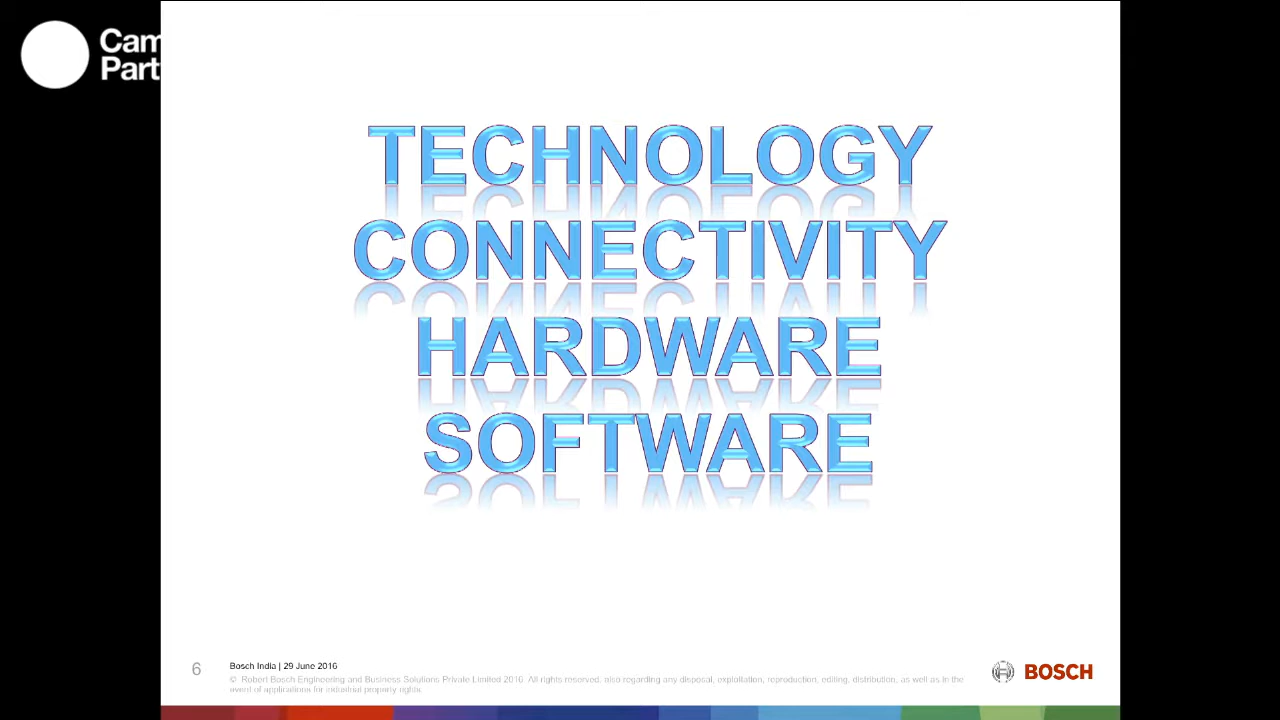 Cam
Part
TECHNOLOGY
CONNECTIVITY
HARDWARE
SOFTWARE
6
Bosch India | 29 June 2016
© Robert Bosch Engineering and Business Solutions Private Limited 2016. All rights reserved, also regarding any disposal, exploitation, reproduction, editing, distribution, as well as in the
event of applications for industrial property rights.
BOSCH